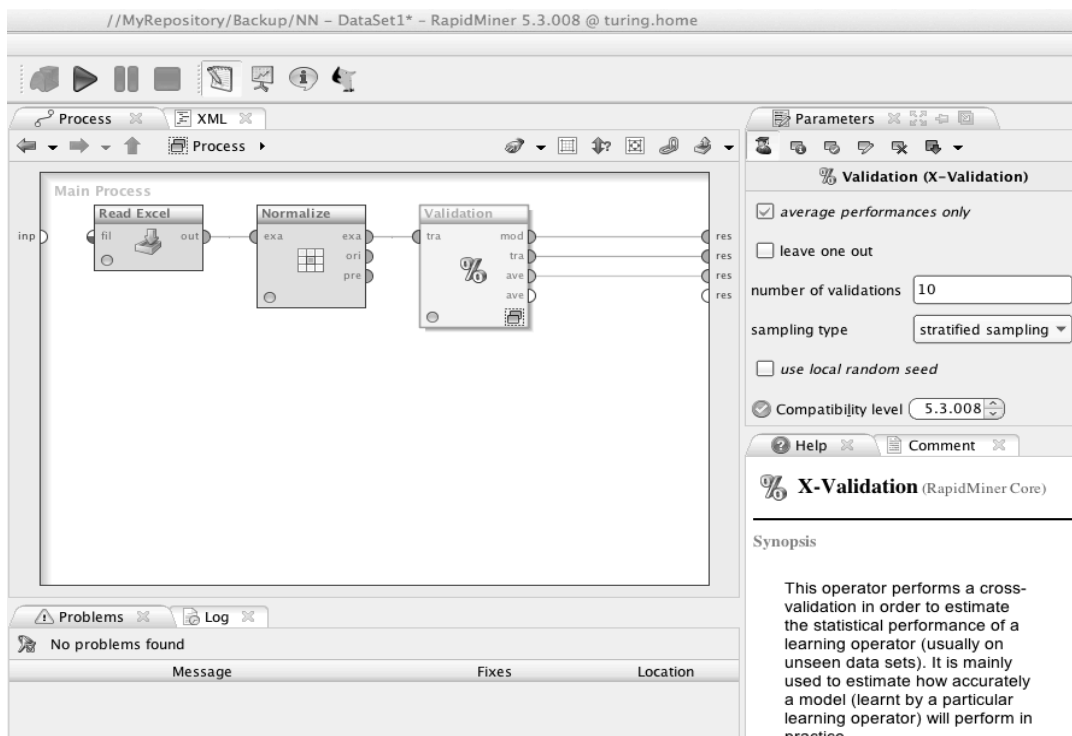 //MyRepository/Backup/NN – DataSet1* – RapidMiner 5.3.008 @ turing.home
Process
XML
Process
Main Process
inp
Read Excel
fil
out
Normalize
exa
exa
ori
pre
Validation
tra
mod
tra
ave
ave
res
res
res
res
Problems
Log
No problems found
Message Fixes Location
Parameters
% Validation (X-Validation)
average performances only
leave one out
number of validations 10
sampling type stratified sampling
use local random seed
Compatibility level 5.3.008
Help
Comment
% X-Validation (RapidMiner Core)
Synopsis
This operator performs a cross-
validation in order to estimate
the statistical performance of a
learning operator (usually on
unseen data sets). It is mainly
used to estimate how accurately
a model (learnt by a particular
learning operator) will perform in
practice